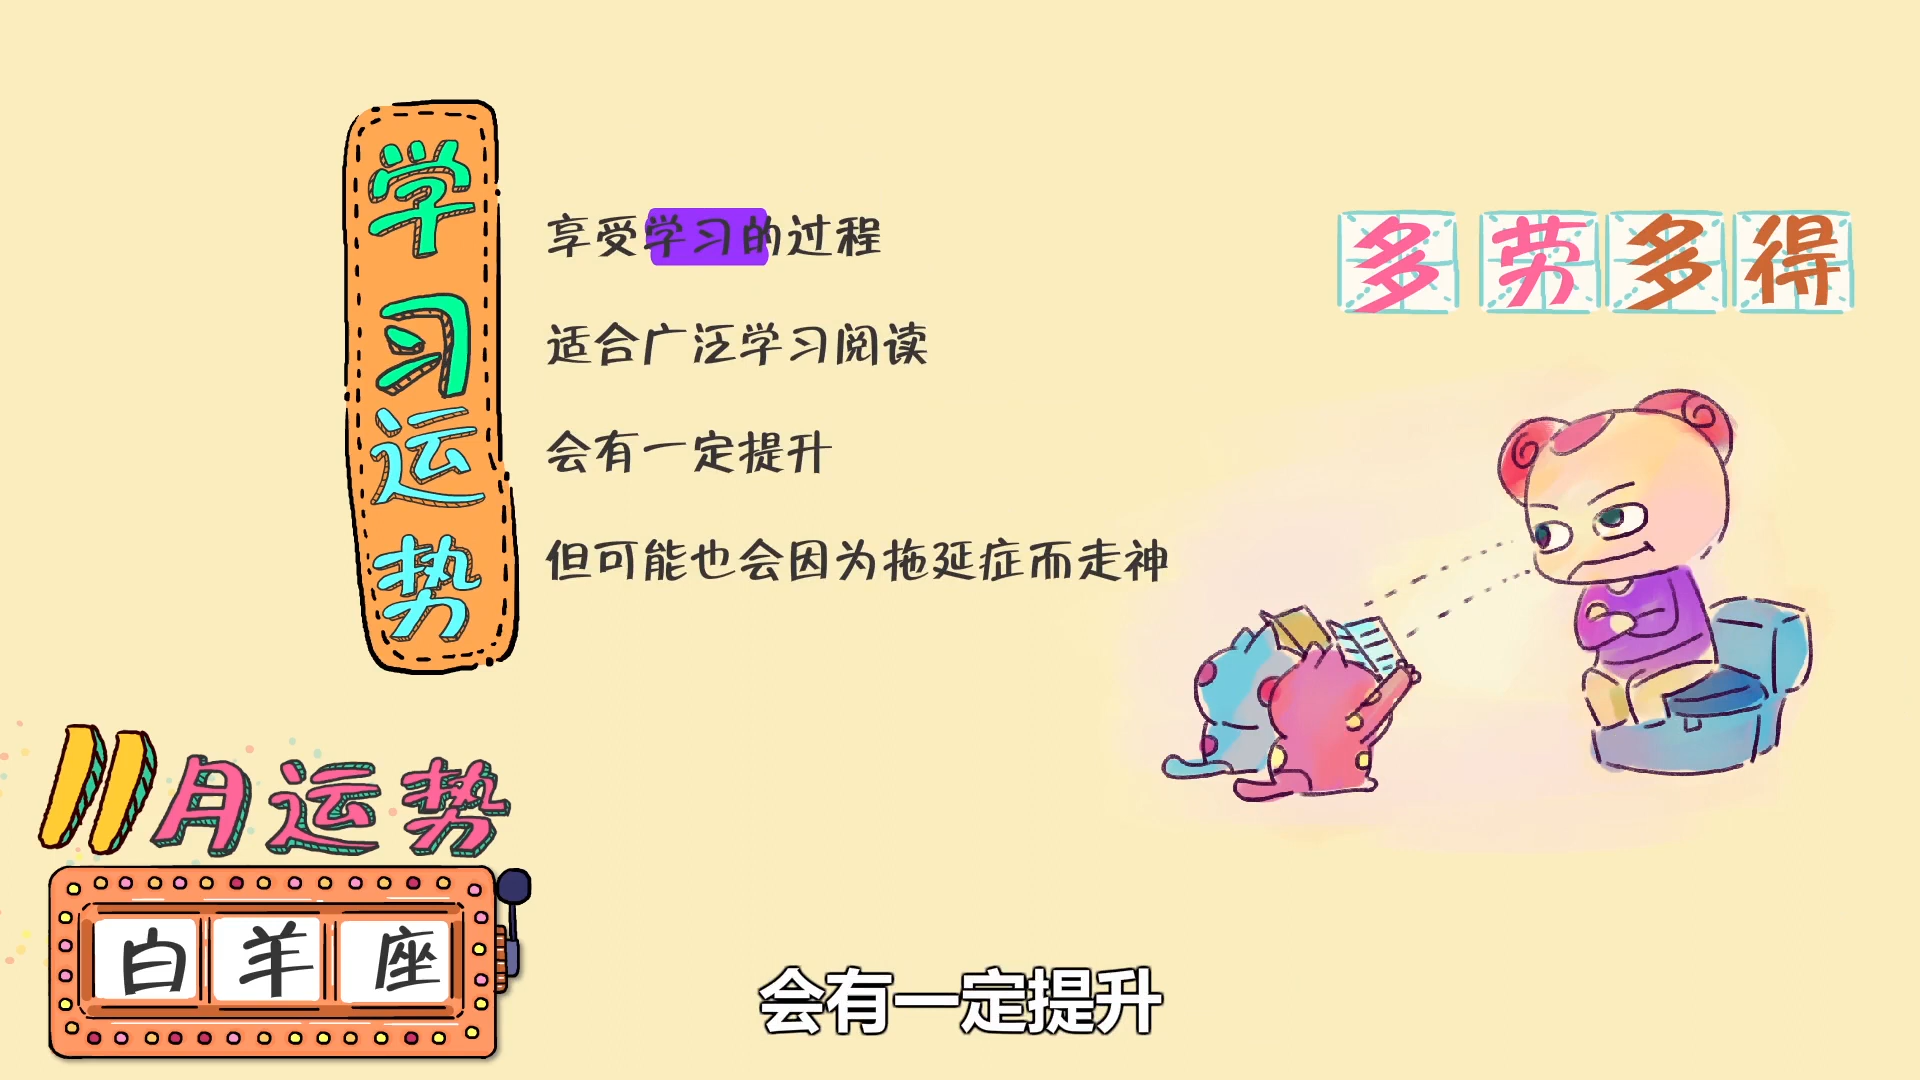 学习运势
享受学习的过程
适合广泛学习阅读
会有一定提升
但可能也会因为拖延症而走神
多劳多得
11月运势
白羊座
会有一定提升